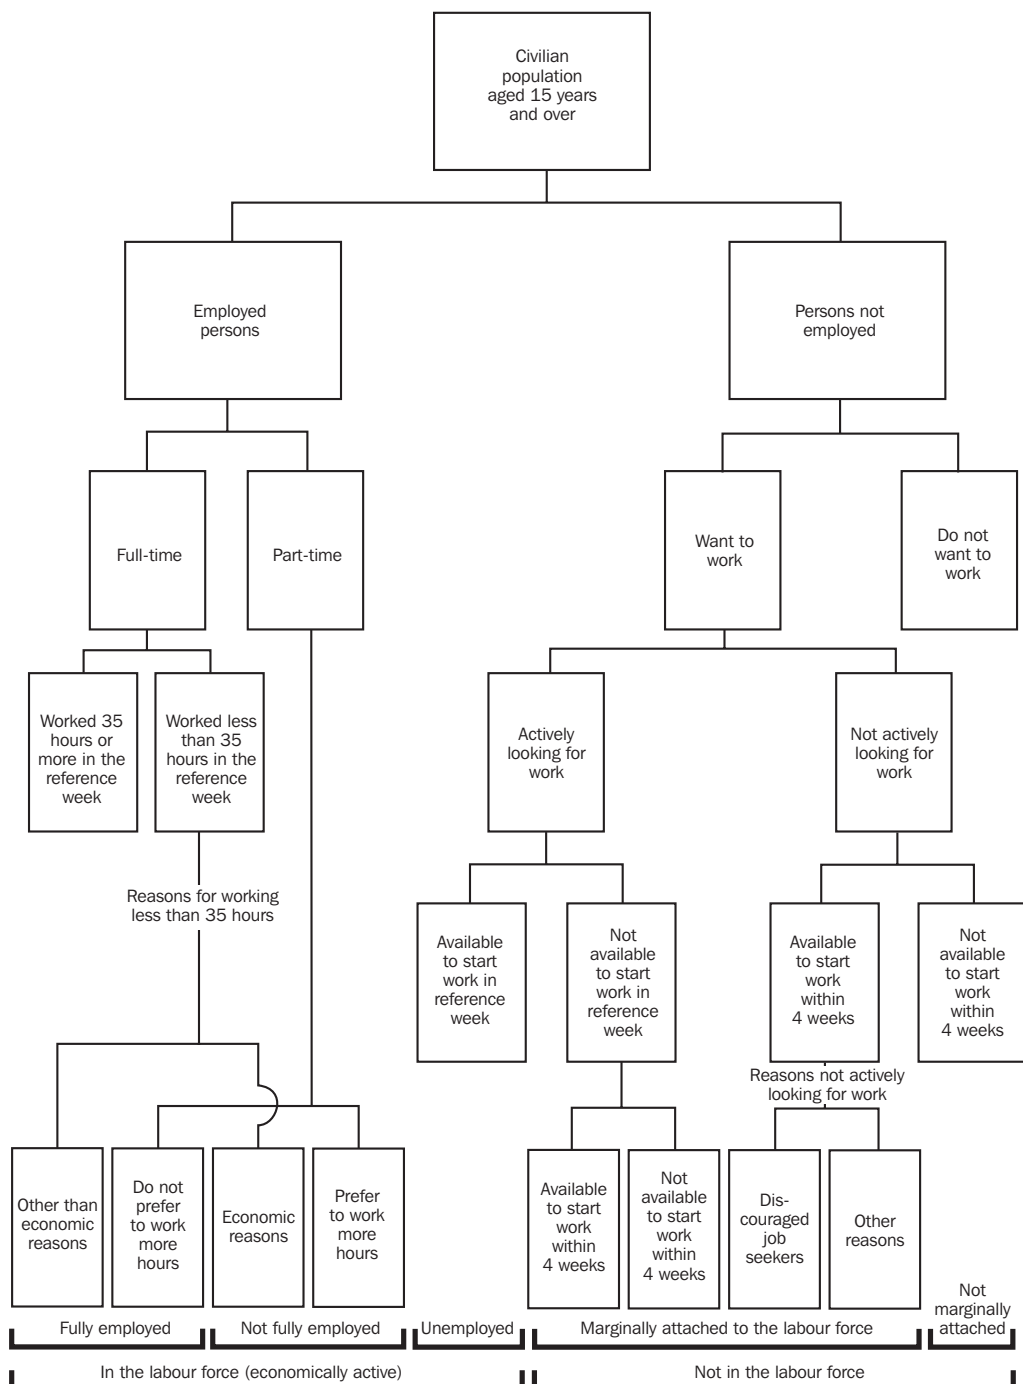 Civilian
population
aged 15 years
and over
Employed
persons
Persons not
employed
Full-time
Part-time
Want to
work
Do not
want to
work
Worked 35
hours or
more in the
reference
week
Worked less
than 35
hours in the
reference
week
Actively
looking for
work
Not actively
looking for
work
Reasons for working
less than 35 hours
Available
to start
work in
reference
week
Not
available
to start
work in
reference
week
Available
to start
work
within
4 weeks
Not
available
to start
work
within
4 weeks
Reasons not actively
looking for work
Other than
economic
reasons
Do not
prefer
to work
more
hours
Economic
reasons
Prefer
to work
more
hours
Available
to start
work
within
4 weeks
Not
available
to start
work
within
4 weeks
Dis-
couraged
job
seekers
Other
reasons
Fully employed
Not fully employed
Unemployed
Marginally attached to the labour force
Not
marginally
attached
In the labour force (economically active)
Not in the labour force